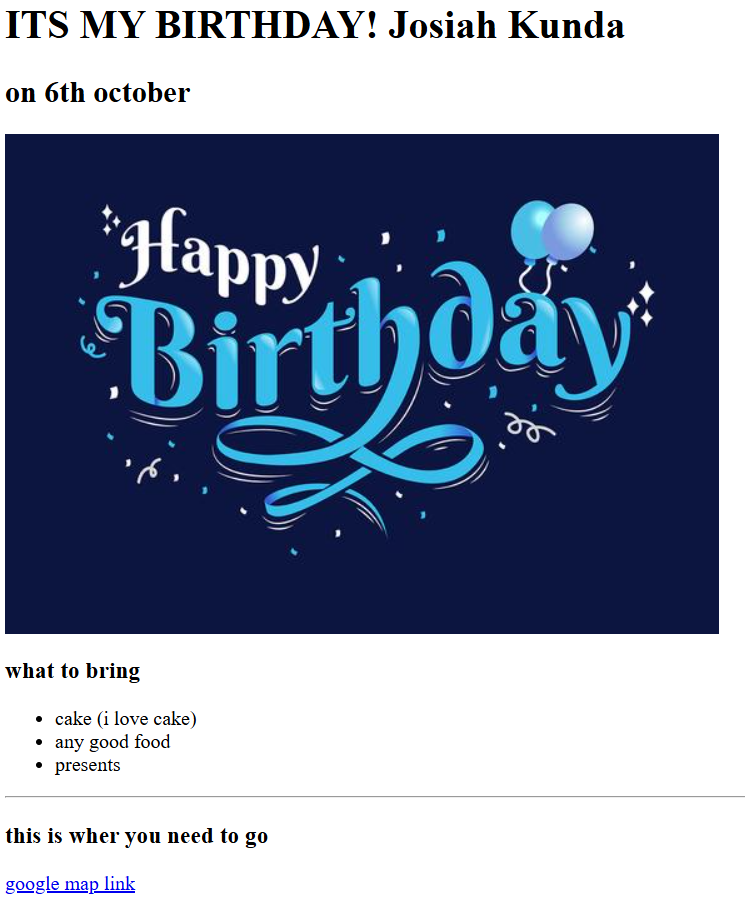 ITS MY BIRTHDAY! Josiah Kunda
on 6th october
Happy
Birthday
what to bring
cake (i love cake)
any good food
presents
this is wher you need to go
google map link